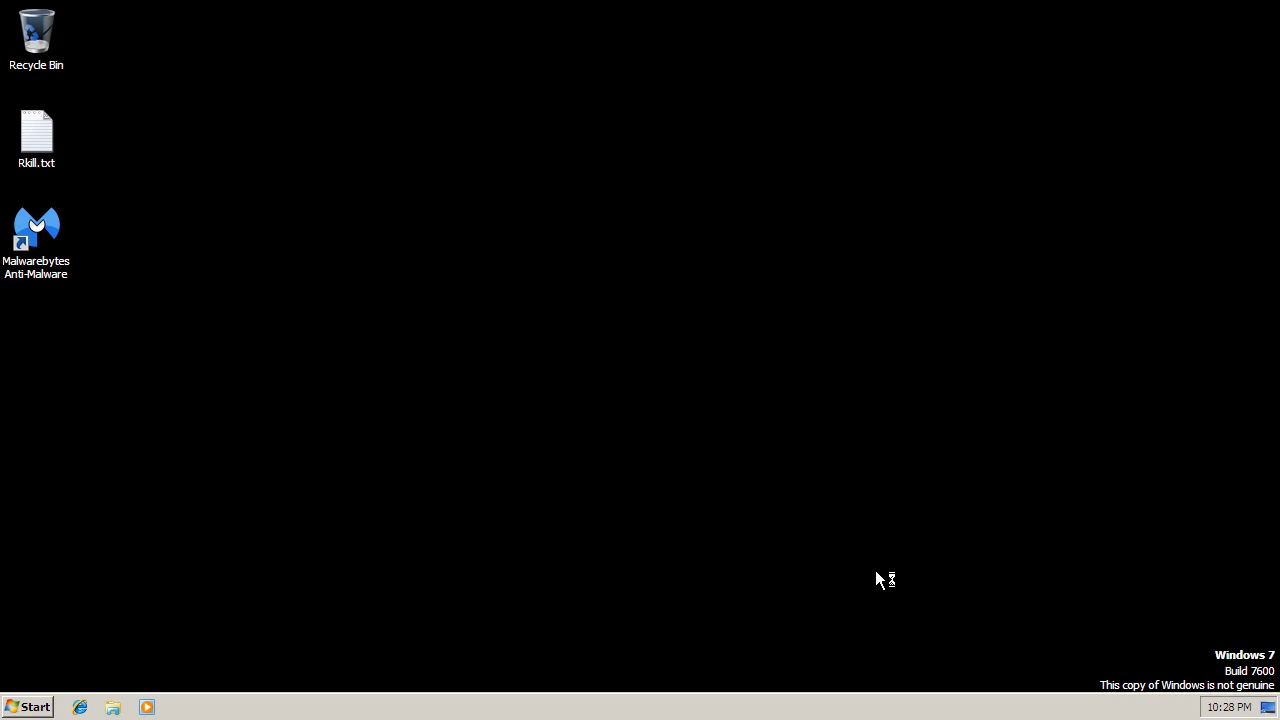 Recycle Bin
Rkill.txt
Malwarebytes
Anti-Malware
Windows 7
Build 7600
This copy of Windows is not genuine
Start
10:28 PM